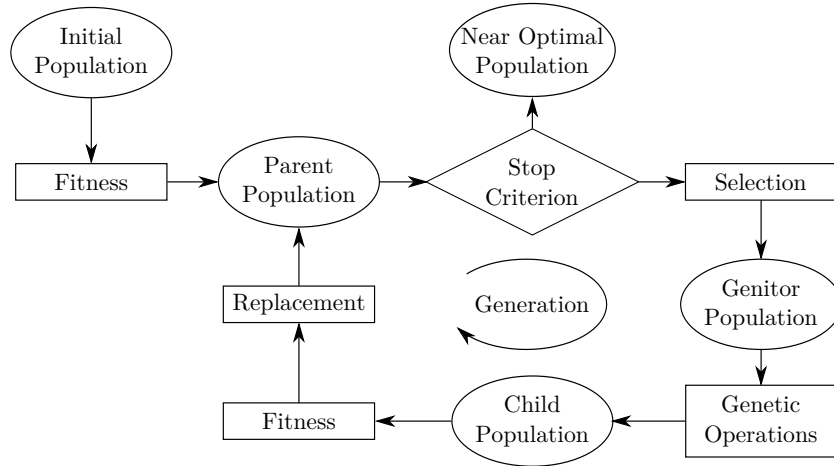 Initial
Population
Near Optimal
Population
Fitness
Parent
Population
Stop
Criterion
Selection
Replacement
Generation
Genitor
Population
Fitness
Child
Population
Genetic
Operations